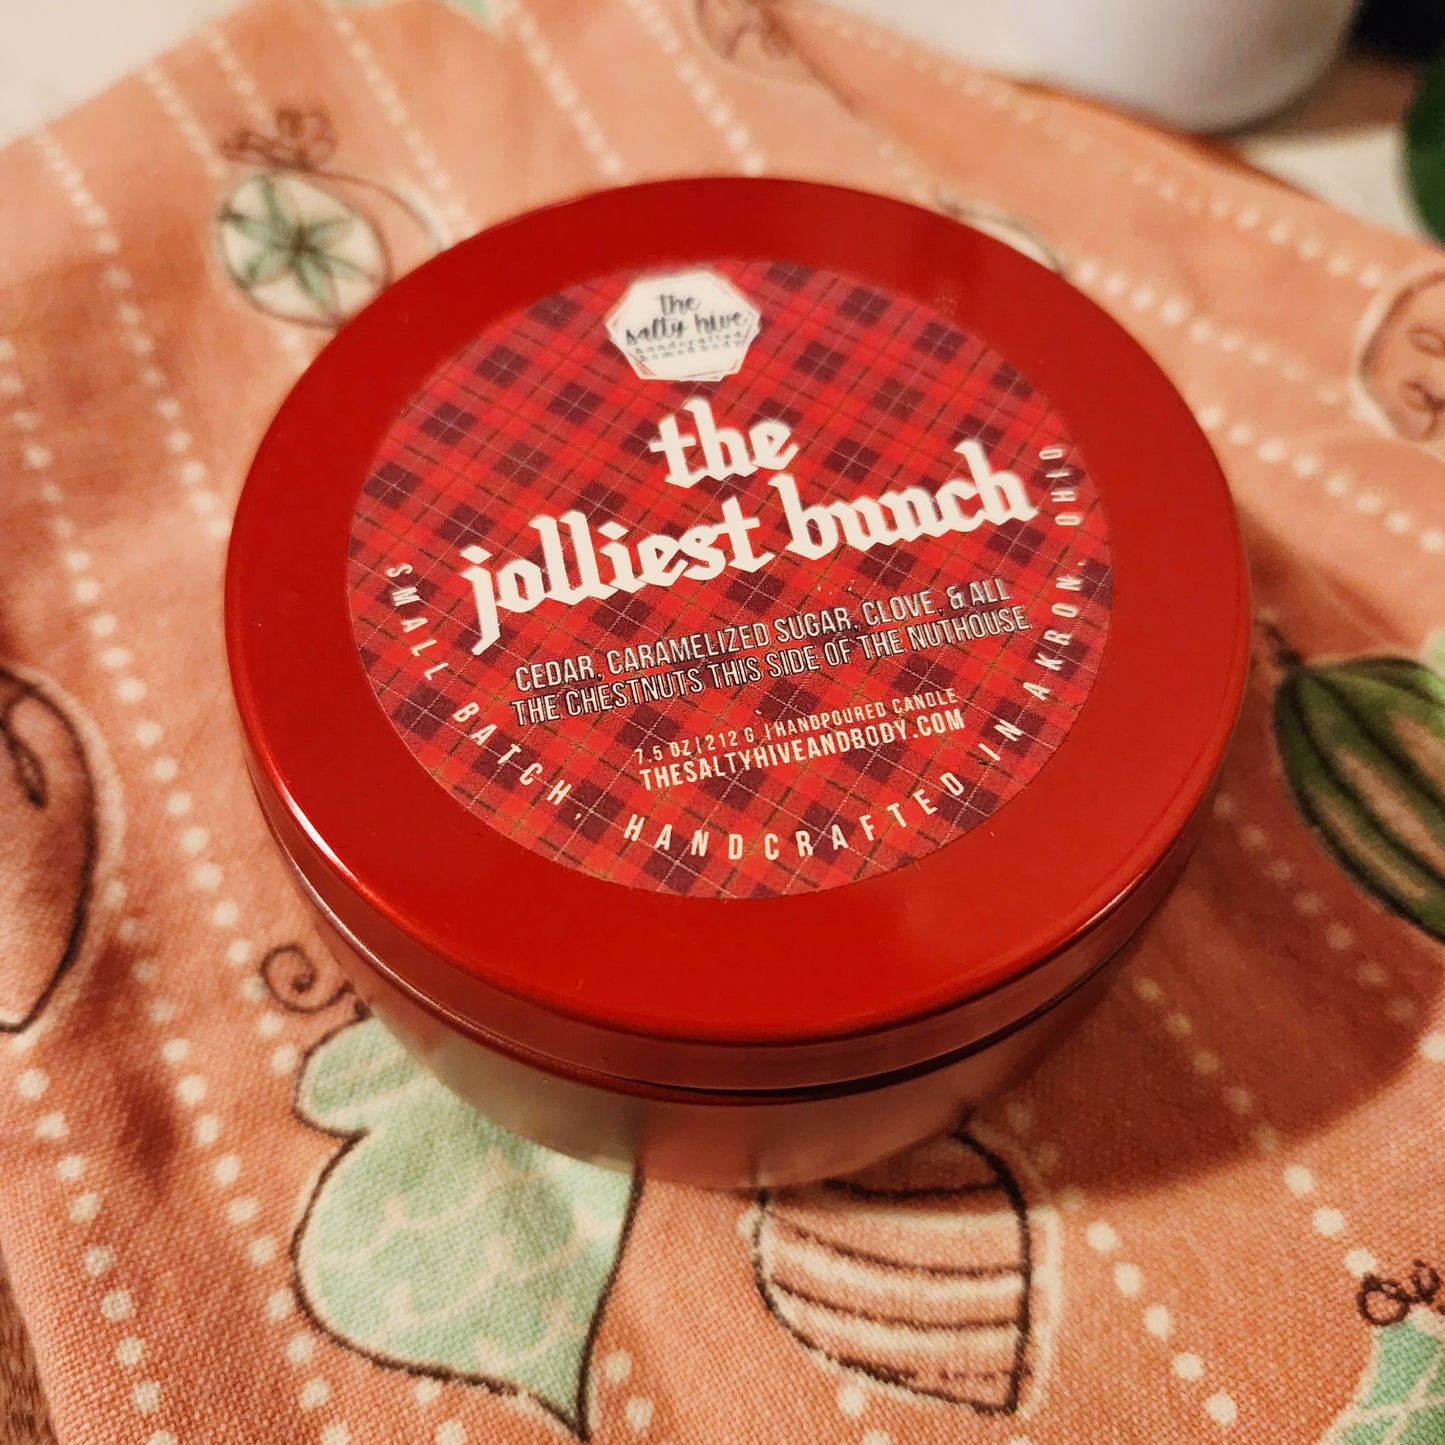 the
salty hive
handcrafted
home&body
the
jolliest bunch
CEDAR, CARAMELIZED SUGAR, CLOVE, & ALL
THE CHESTNUTS THIS SIDE OF THE NUTHOUSE
7.5 OZ | 212 G | HANDPOURED CANDLE
THESALTYHIVEANDBODY.COM
SMALL BATCH, HANDCRAFTED IN AKRON, OHIO